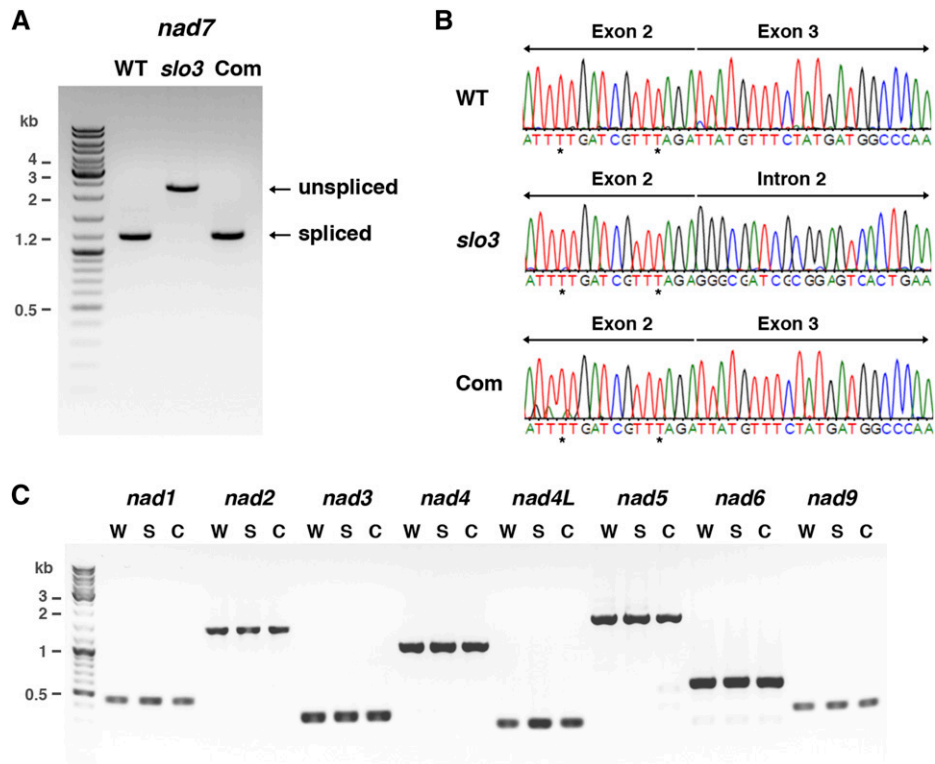 A
nad7
WT slo3 Com
kb
4
3
2
1.2
0.5
← unspliced
← spliced
B
Exon 2 Exon 3
WT
ATTTTGATCGTTTAGATTATGTTTCTATGATGGCCCAA
* *
Exon 2 Intron 2
slo3
ATTTTGATCGTTTAGAGGGCGATCGCGGAGTCACTGAA
* *
Exon 2 Exon 3
Com
ATTTTGATCGTTTAGATTATGTTTCTATGATGGCCCAA
* *
C
nad1 nad2 nad3 nad4 nad4L nad5 nad6 nad9
W S C W S C W S C W S C W S C W S C W S C W S C
kb
3
2
1
0.5